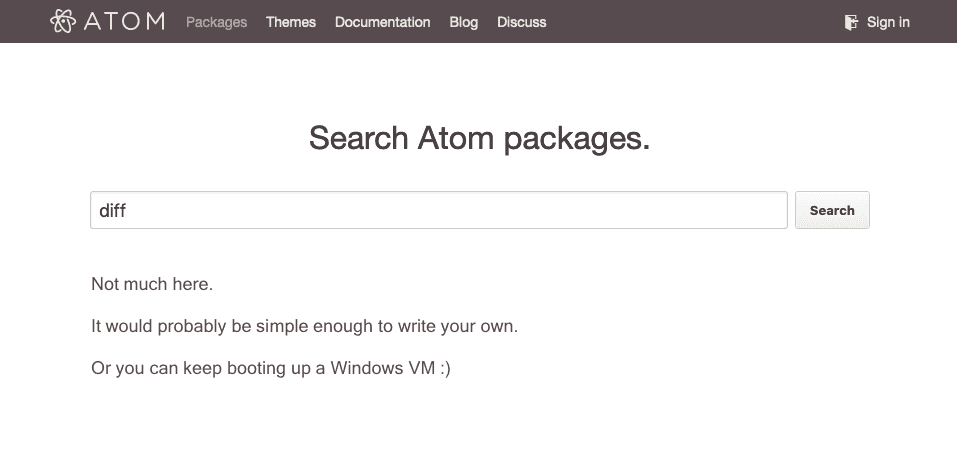 ATOM Packages Themes Documentation Blog Discuss Sign in
Search Atom packages.
diff Search
Not much here.
It would probably be simple enough to write your own.
Or you can keep booting up a Windows VM :)